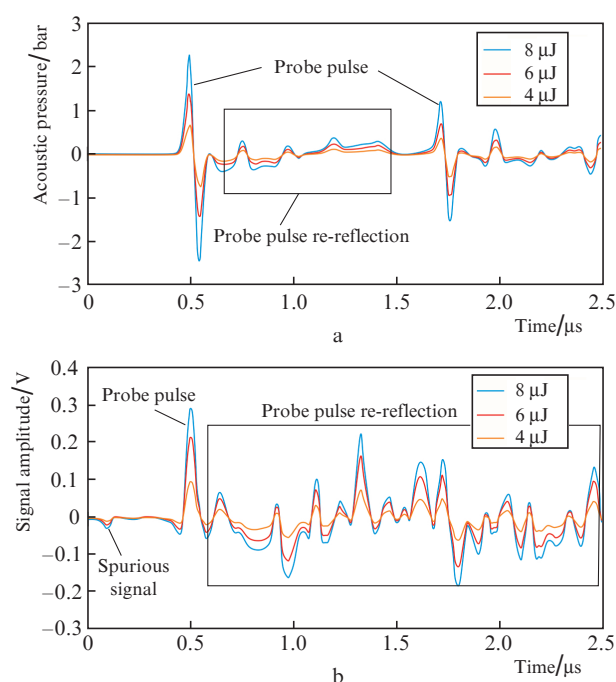 Acoustic pressure/bar
3
2
1
0
−1
−2
−3
Probe pulse
8 µJ
6 µJ
4 µJ
Probe pulse re-reflection
0
0.5
1.0
1.5
2.0
2.5
Time/µs
a
Signal amplitude/V
0.4
0.3
0.2
0.1
0
−0.1
−0.2
−0.3
Probe pulse
Probe pulse re-reflection
8 µJ
6 µJ
4 µJ
Spurious
signal
0
0.5
1.0
1.5
2.0
2.5
Time/µs
b